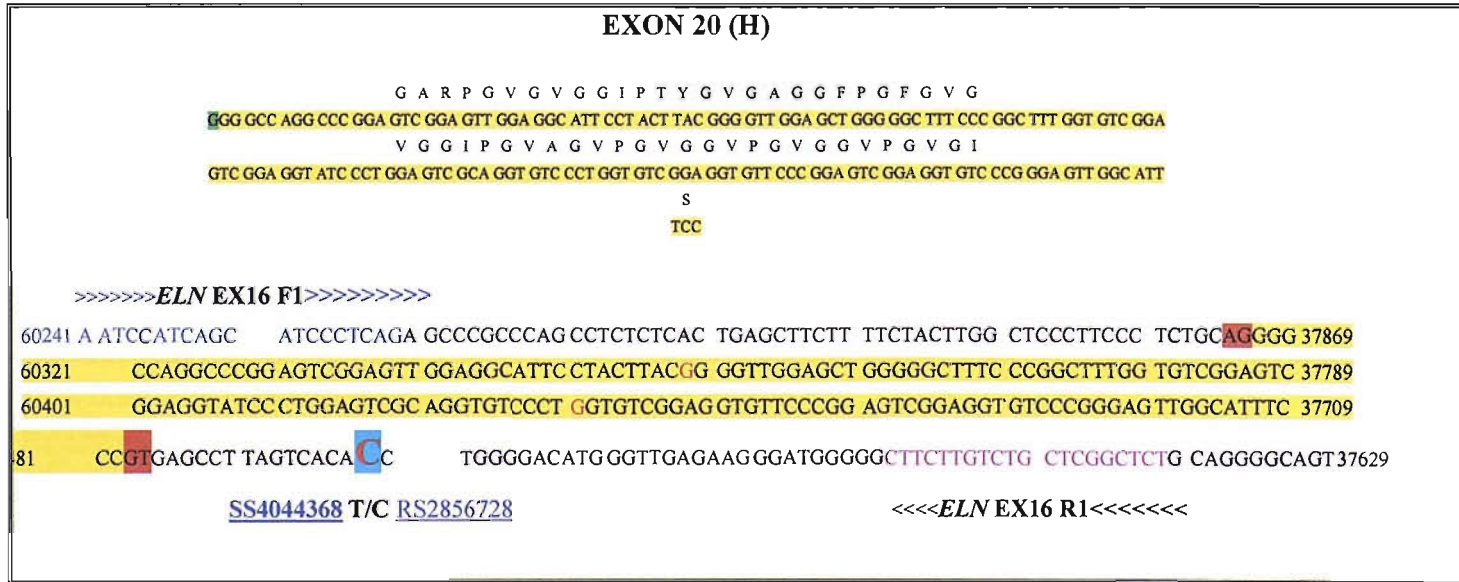 EXON 20 (H)
G A R P G V G V G G I P T Y G V G A G G F P G F G V G
GGG GCC AGG CCC GGA GTC GGA GTT GGA GGC ATT CCT ACT TAC GGG GTT GGA GCT GGG GGC TTT CCC GGC TTT GGT GTC GGA
V G G I P G V A G V P G V G G V P G V G G V P G V G I
GTC GGA GGT ATC CCT GGA GTC GCA GGT GTC CCT GGT GTC GGA GGT GTT CCC GGA GTC GGA GGT GTC CCG GGA GTT GGC ATT
S
TCC
>>>>>>>ELN EX16 F1>>>>>>>>>>
60241 A ATCCATCAGC ATCCCTCAGA GCCCGCCCAG CCTCTCTCAC TGAGCTTCTT TTCTACTTGG CTCCCTTCCC TCTGCAGGGG 37869
60321 CCAGGCCCGG AGTCGGAGTT GGAGGCATTC CTACTTACGG GGTTGGAGCT GGGGGCTTTC CCGGCTTTGG TGTCGGAGTC 37789
60401 GGAGGTATCC CTGGAGTCGC AGGTGTCCCT GGTGTCGGAG GTGTTCCCGG AGTCGGAGGT GTCCCGGGAG TTGGCATTTC 37709
481 CCGTGAGCCT TAGTCACACC TGGGGACATG GGTTGAGAAG GGATGGGGGC TTCTTGTCTG CTCGGCTCTG CAGGGGCAGT 37629
SS4044368 T/C RS2856728
<<<<ELN EX16 R1<<<<<<<